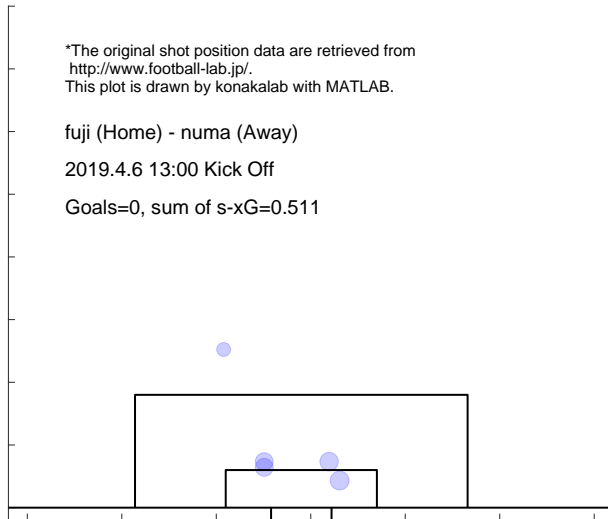 *The original shot position data are retrieved from
http://www.football-lab.jp/.
This plot is drawn by konakalab with MATLAB.
fuji (Home) - numa (Away)
2019.4.6 13:00 Kick Off
Goals=0, sum of s-xG=0.511